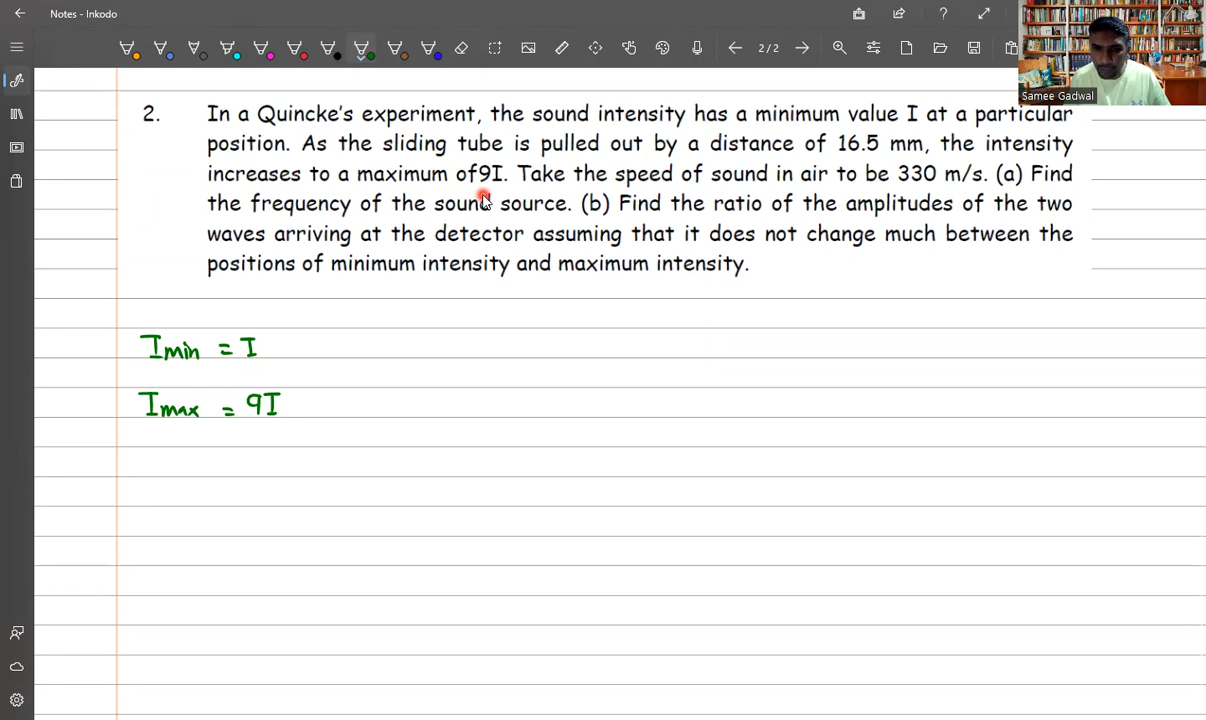 Notes - Inkodo
2/2
Samee Gadwal
2. In a Quincke's experiment, the sound intensity has a minimum value I at a particular
position. As the sliding tube is pulled out by a distance of 16.5 mm, the intensity
increases to a maximum of9I. Take the speed of sound in air to be 330 m/s. (a) Find
the frequency of the sound source. (b) Find the ratio of the amplitudes of the two
waves arriving at the detector assuming that it does not change much between the
positions of minimum intensity and maximum intensity.
Imin = I
Imax = 9I